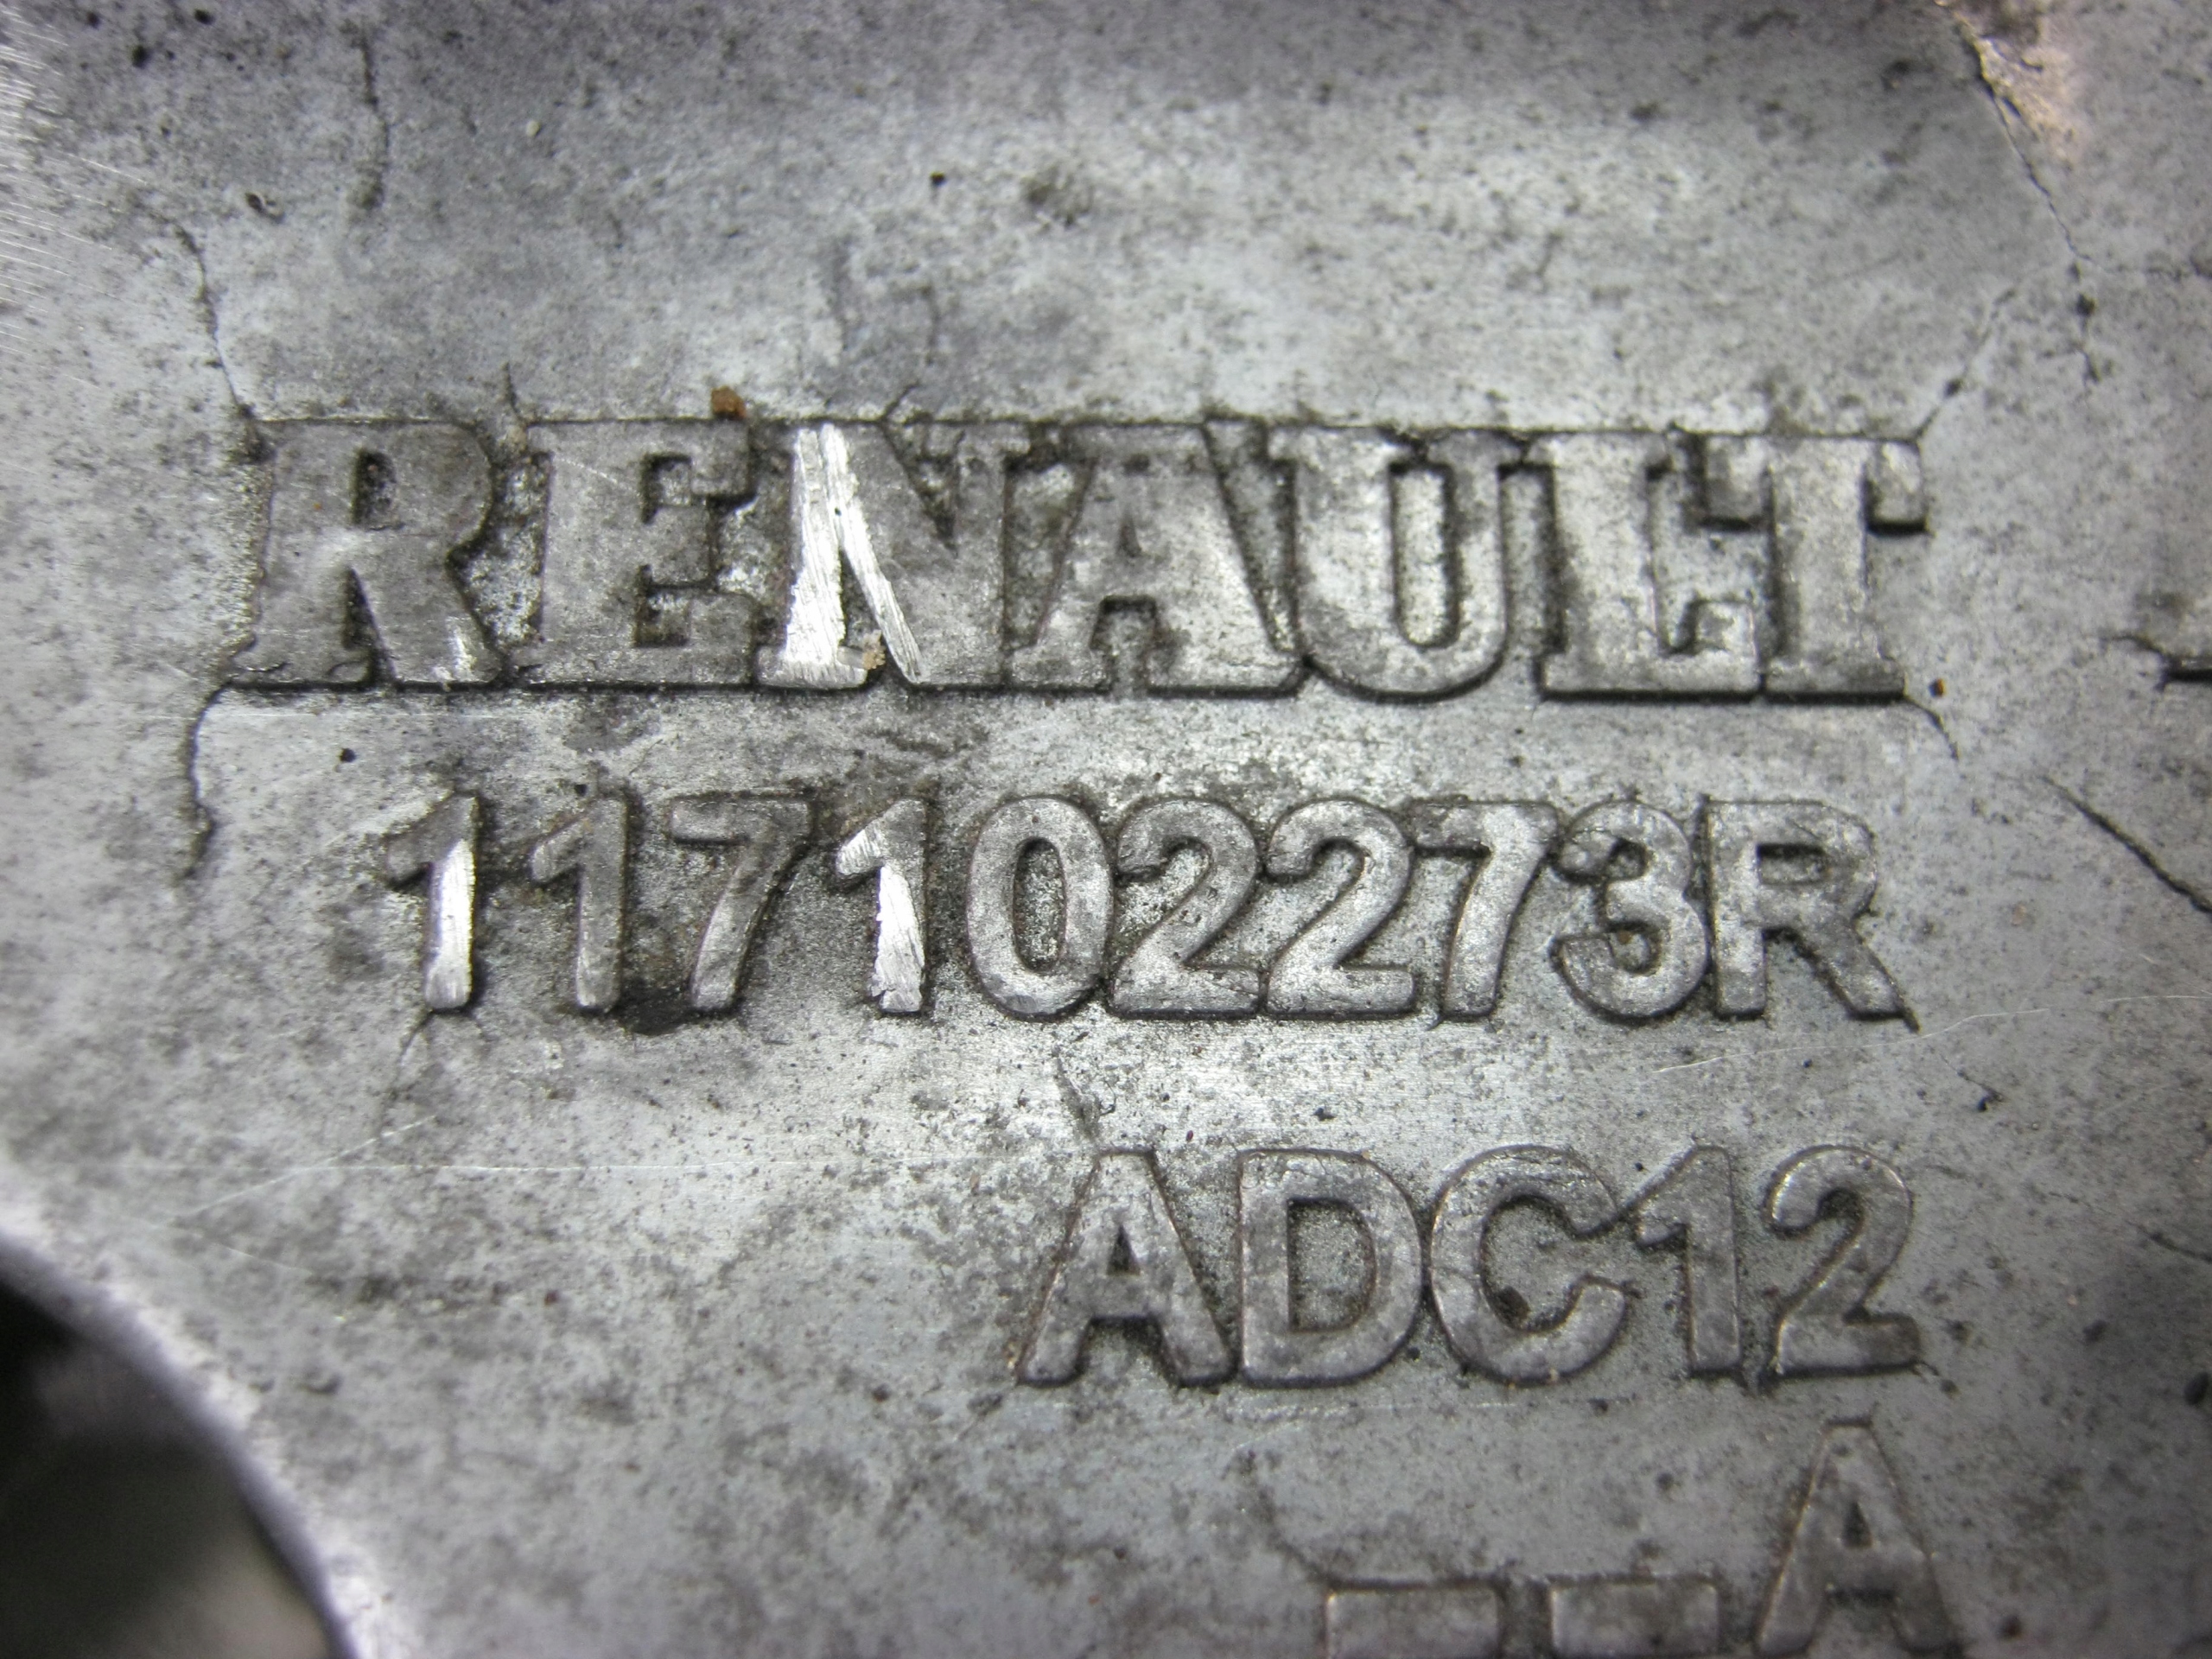 RENAULT
117102273R
ADC12
--A